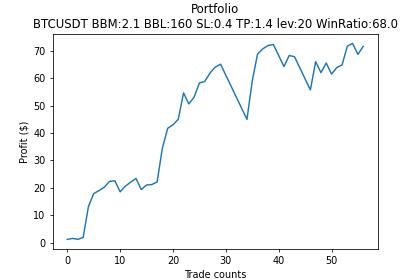 Portfolio
BTCUSDT BBM:2.1 BBL:160 SL:0.4 TP:1.4 lev:20 WinRatio:68.0
70
60
50
40
30
20
10
0
Profit ($)
0 10 20 30 40 50
Trade counts